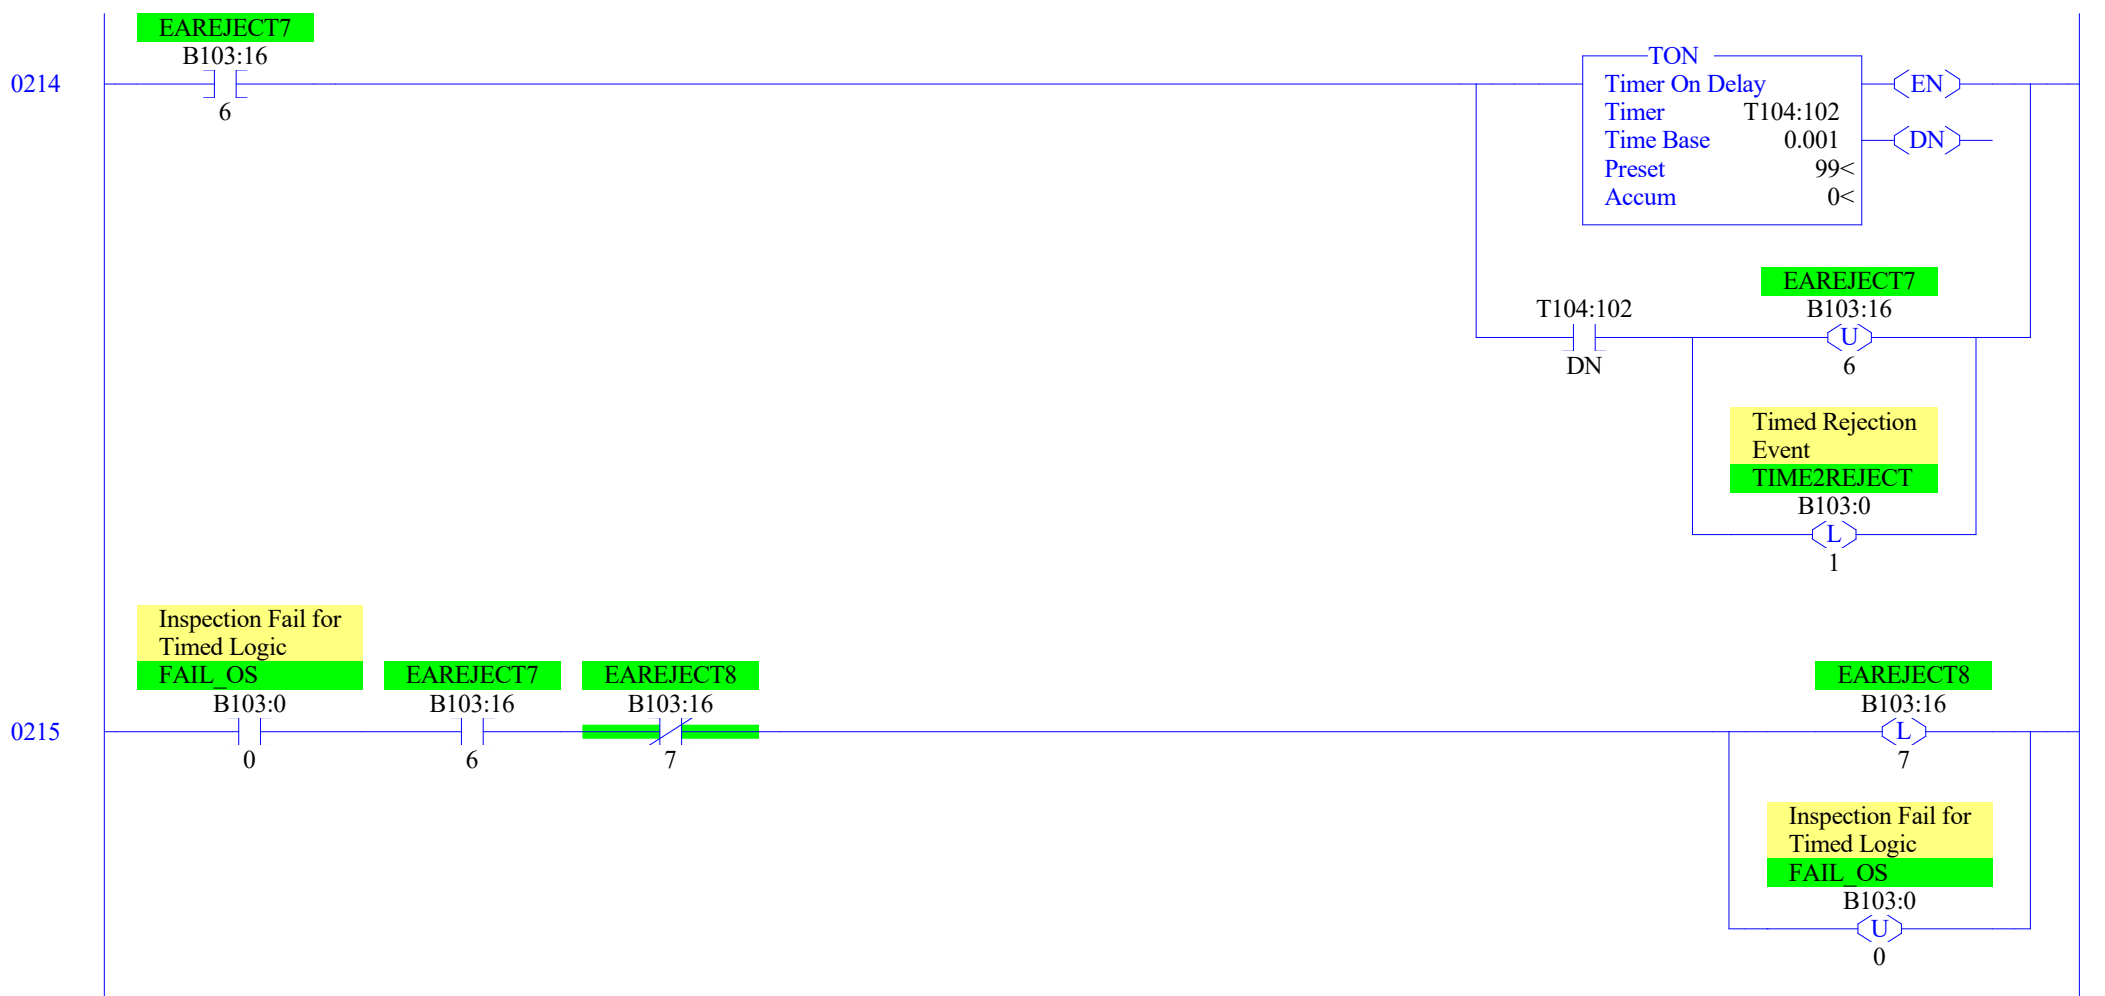 EAREJECT7
B103:16
0214
6
TON
Timer On Delay
Timer T104:102
Time Base 0.001
Preset 99<
Accum 0<
EN
DN
T104:102
DN
EAREJECT7
B103:16
U
6
Timed Rejection
Event
TIME2REJECT
B103:0
L
1
0215
Inspection Fail for
Timed Logic
FAIL_OS
B103:0
0
EAREJECT7
B103:16
6
EAREJECT8
B103:16
7
EAREJECT8
B103:16
L
7
Inspection Fail for
Timed Logic
FAIL_OS
B103:0
U
0